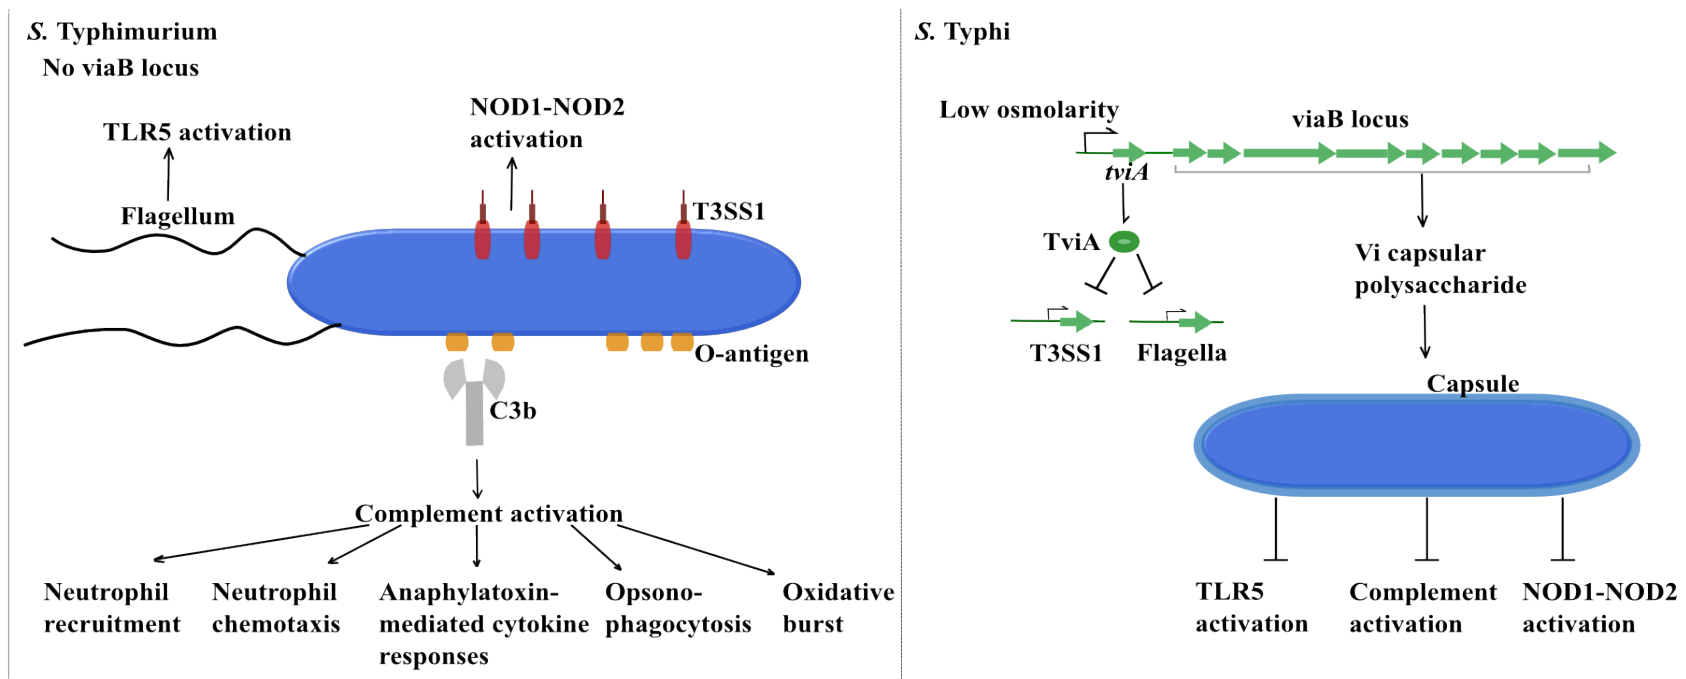 S. Typhimurium
No viaB locus
TLR5 activation
NOD1-NOD2
activation
Flagellum
T3SS1
O-antigen
C3b
Complement activation
Neutrophil
recruitment
Neutrophil
chemotaxis
Anaphylatoxin-
mediated cytokine
responses
Opsono-
phagocytosis
Oxidative
burst
S. Typhi
Low osmolarity
viaB locus
tviA
TviA
Vi capsular
polysaccharide
T3SS1
Flagella
Capsule
TLR5
activation
Complement
activation
NOD1-NOD2
activation